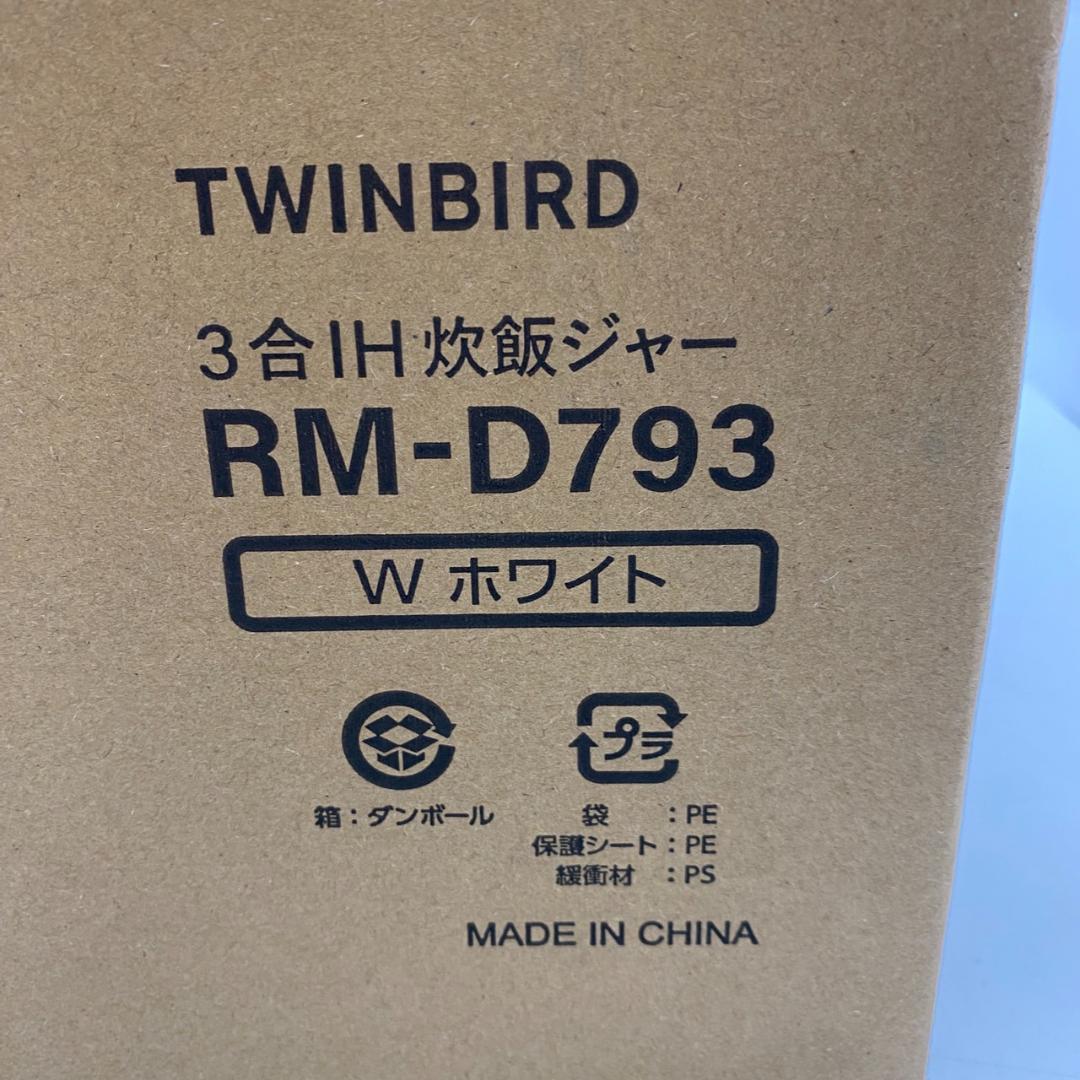 TWINBIRD
3合IH炊飯ジャー
RM-D793
W ホワイト
プラ
箱：ダンボール
袋　　　：PE
保護シート：PE
緩衝材　：PS
MADE IN CHINA